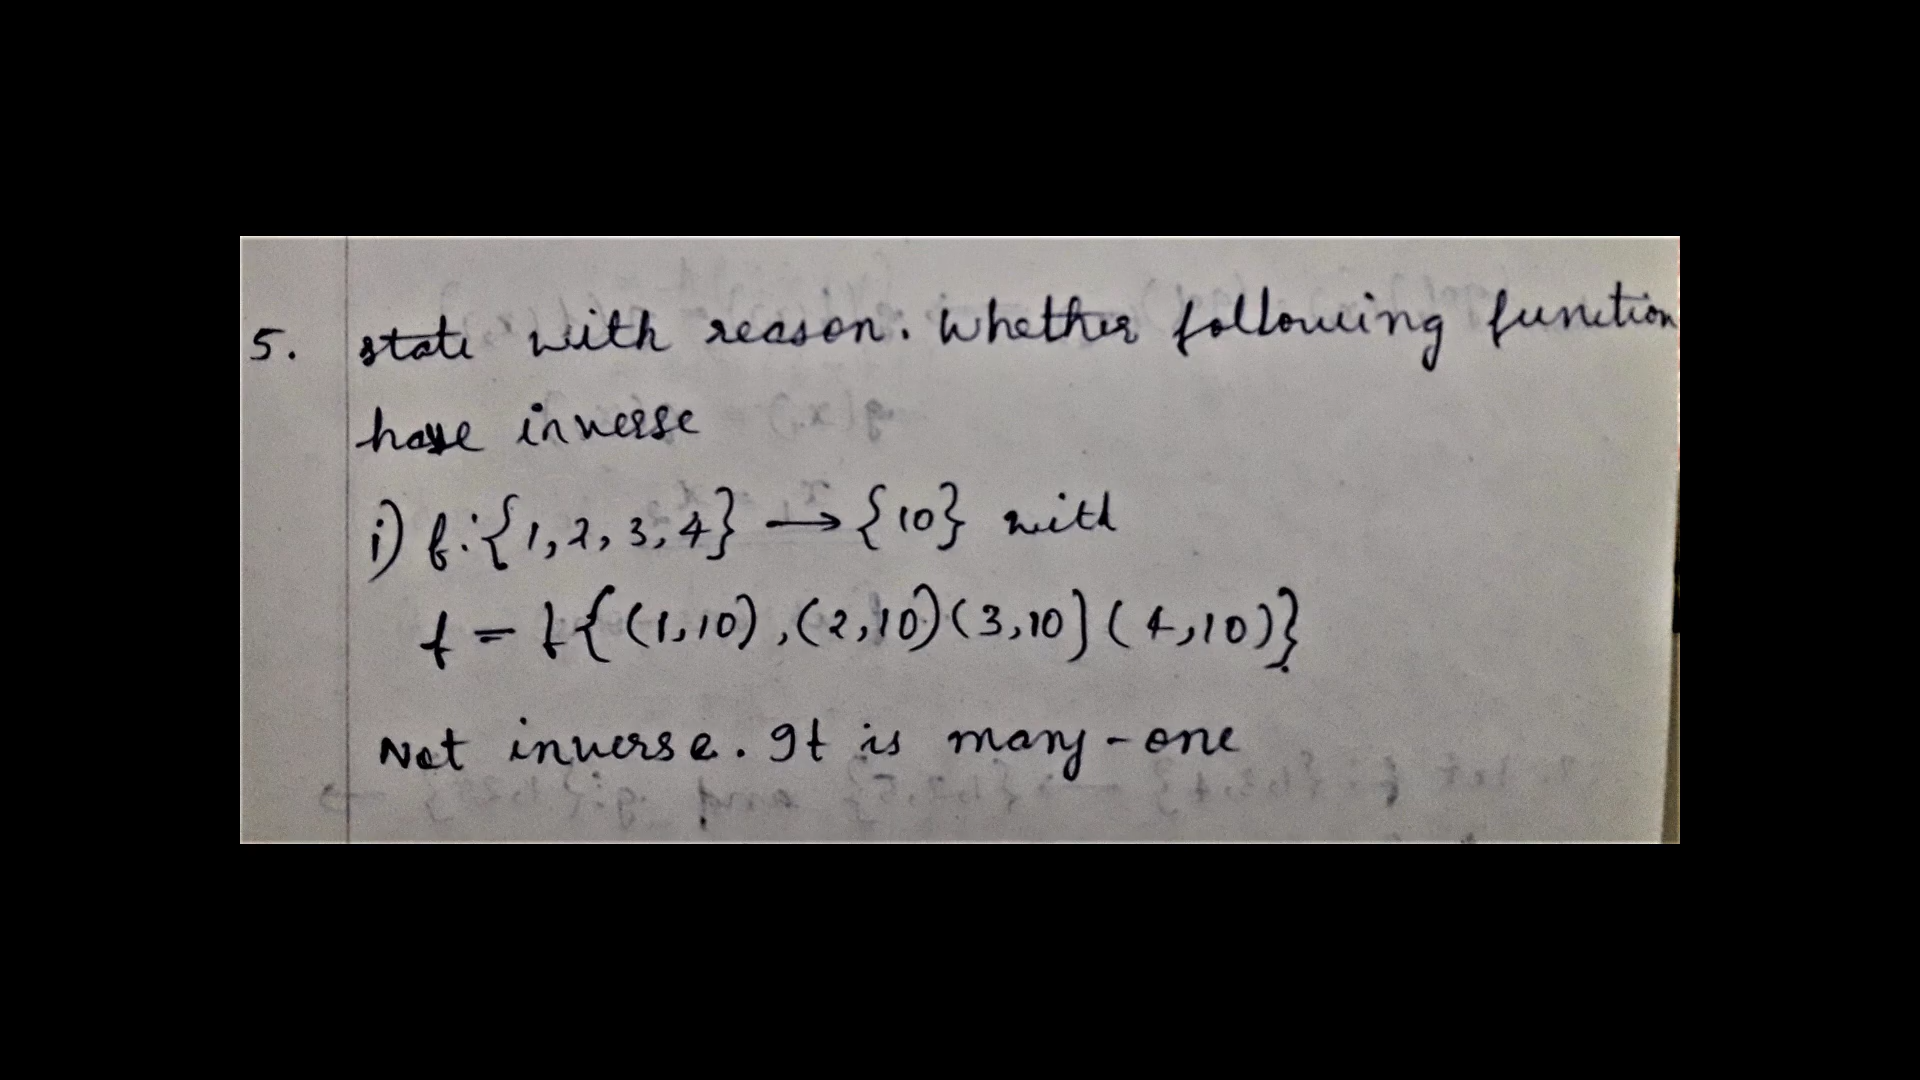 5. state with reason. Whether following function
have inverse
i) f:{1,2,3,4} → {10} with
f = {{(1,10),(2,10)(3,10](4,10)}
Not inverse. It is many-one